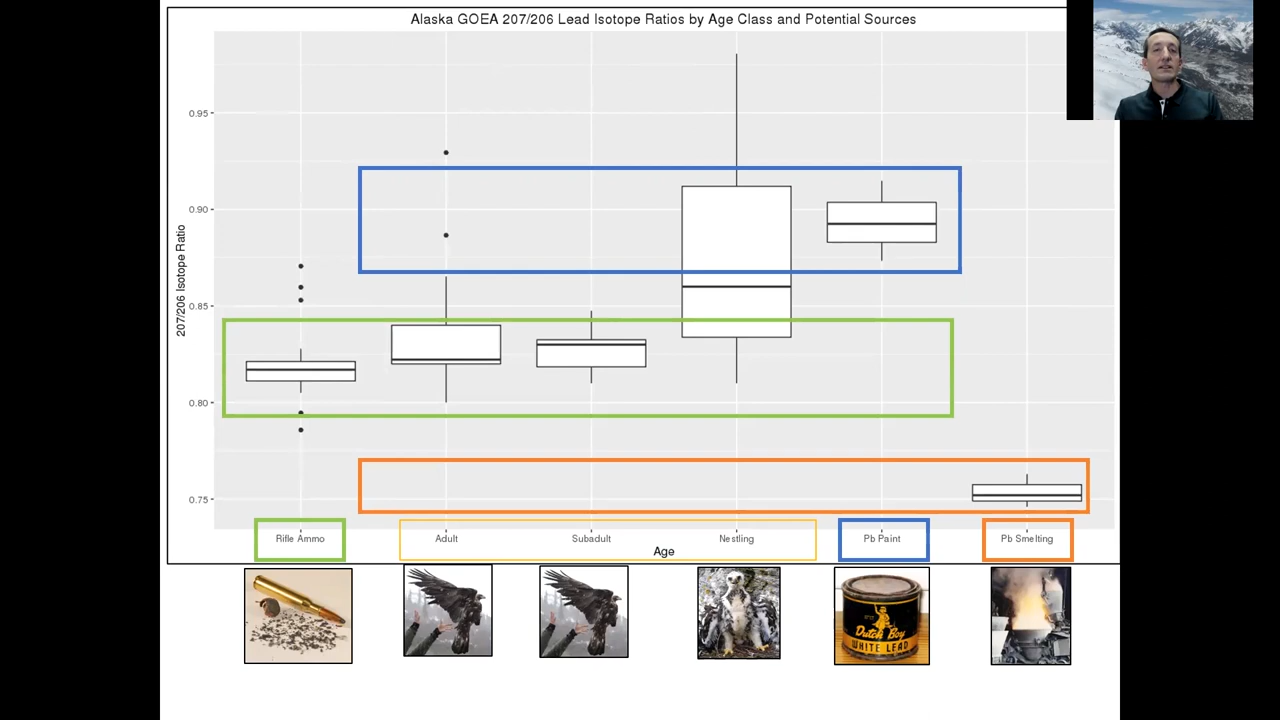 Alaska GOEA 207/206 Lead Isotope Ratios by Age Class and Potential Sources
207/206 Isotope Ratio
0.95
0.90
0.85
0.80
0.75
Rifle Ammo
Adult
Subadult
Nestling
Pb Paint
Pb Smelting
Age
Dutch Boy
WHITE LEAD